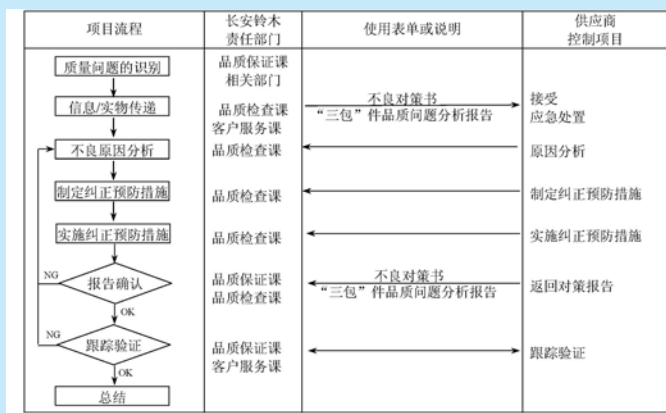 项目流程
长安铃木
责任部门
使用表单或说明
供应商
控制项目
质量问题的识别
品质保证课
相关部门
信息/实物传递
品质检查课
客户服务课
不良对策书
“三包”件品质问题分析报告
接受
应急处置
不良原因分析
品质检查课
原因分析
制定纠正预防措施
品质检查课
制定纠正预防措施
实施纠正预防措施
品质检查课
实施纠正预防措施
NG
报告确认
品质保证课
品质检查课
不良对策书
“三包”件品质问题分析报告
返回对策报告
OK
NG
跟踪验证
品质保证课
客户服务课
跟踪验证
OK
总结